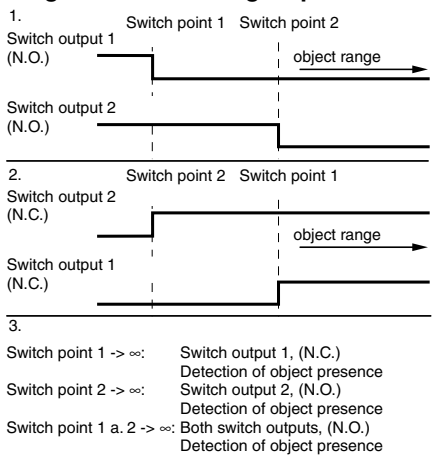 1.
Switch point 1 Switch point 2
Switch output 1
(N.O.)
object range
Switch output 2
(N.O.)
2.
Switch point 2 Switch point 1
Switch output 2
(N.C.)
object range
Switch output 1
(N.C.)
3.
Switch point 1 -> ∞: Switch output 1, (N.C.)
Detection of object presence
Switch point 2 -> ∞: Switch output 2, (N.O.)
Detection of object presence
Switch point 1 a. 2 -> ∞: Both switch outputs, (N.O.)
Detection of object presence